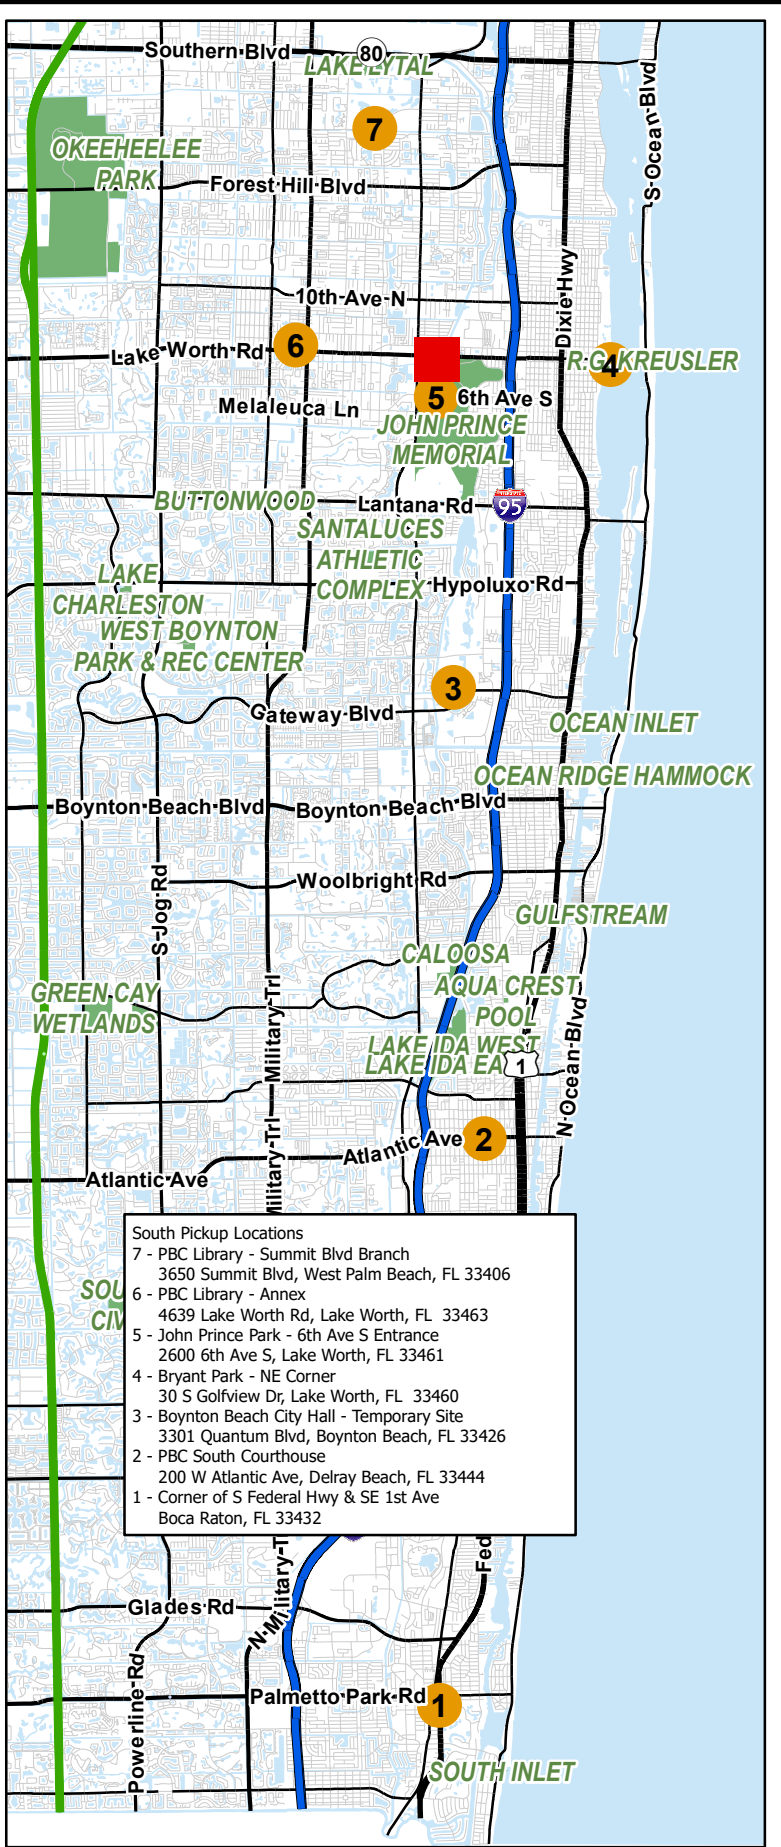 Southern Blvd
80
LAKE LYTAL
7
S Ocean Blvd
OKEEHEELEE
PARK
Forest Hill Blvd
Dixie Hwy
10th Ave N
Lake Worth Rd
6
R.G. KREUSLER
4
5
6th Ave S
Melaleuca Ln
JOHN PRINCE
MEMORIAL
BUTTONWOOD
Lantana Rd
INTERSTATE
95
SANTALUCES
ATHLETIC
COMPLEX
LAKE
CHARLESTON
Hypoluxo Rd
WEST BOYNTON
PARK & REC CENTER
3
Gateway Blvd
OCEAN INLET
OCEAN RIDGE HAMMOCK
Boynton Beach Blvd
Boynton Beach Blvd
S Jog Rd
Woolbright Rd
GULFSTREAM
CALOOSA
Military Trl
AQUA CREST
POOL
GREEN CAY
WETLANDS
LAKE IDA WEST
LAKE IDA EA
1
N Ocean Blvd
Military Trl
Atlantic Ave
2
Atlantic Ave
South Pickup Locations
7 - PBC Library - Summit Blvd Branch
3650 Summit Blvd, West Palm Beach, FL 33406
6 - PBC Library - Annex
4639 Lake Worth Rd, Lake Worth, FL 33463
5 - John Prince Park - 6th Ave S Entrance
2600 6th Ave S, Lake Worth, FL 33461
4 - Bryant Park - NE Corner
30 S Golfview Dr, Lake Worth, FL 33460
3 - Boynton Beach City Hall - Temporary Site
3301 Quantum Blvd, Boynton Beach, FL 33426
2 - PBC South Courthouse
200 W Atlantic Ave, Delray Beach, FL 33444
1 - Corner of S Federal Hwy & SE 1st Ave
Boca Raton, FL 33432
SOU
CIV
Fed
N Military Tr
Glades Rd
Powerline Rd
Palmetto Park Rd
1
SOUTH INLET